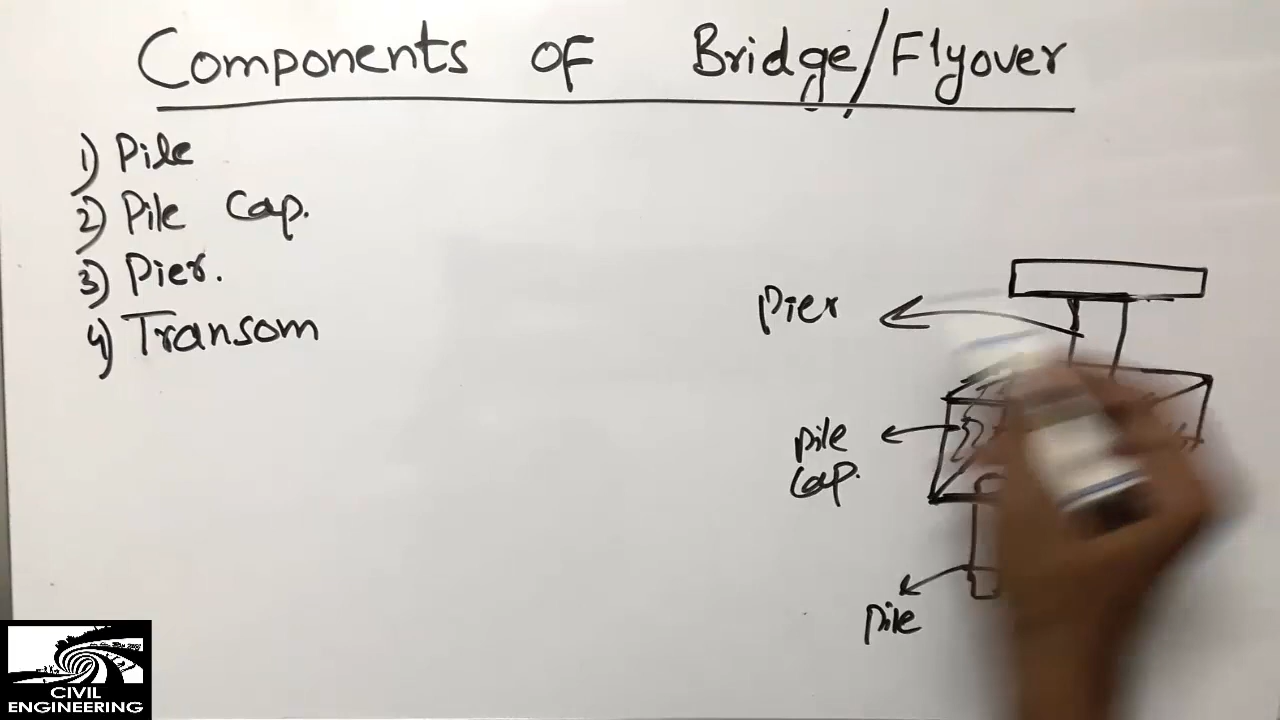 Components OF Bridge/Flyover
1) Pile
2) Pile Cap.
3) Pier.
4) Transom
Pier
Pile
Cap.
Pile
CIVIL
ENGINEERING